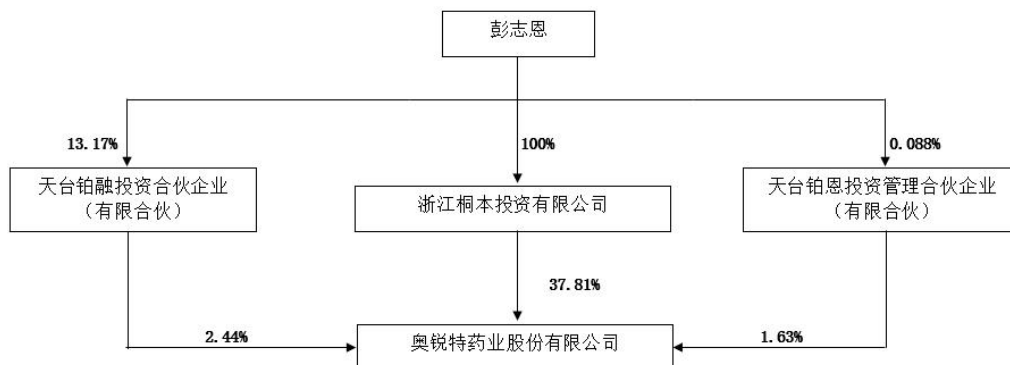 彭志恩
13.17%
100%
0.088%
天台铂融投资合伙企业
（有限合伙）
浙江桐本投资有限公司
天台铂恩投资管理合伙企业
（有限合伙）
37.81%
2.44%
奥锐特药业股份有限公司
1.63%